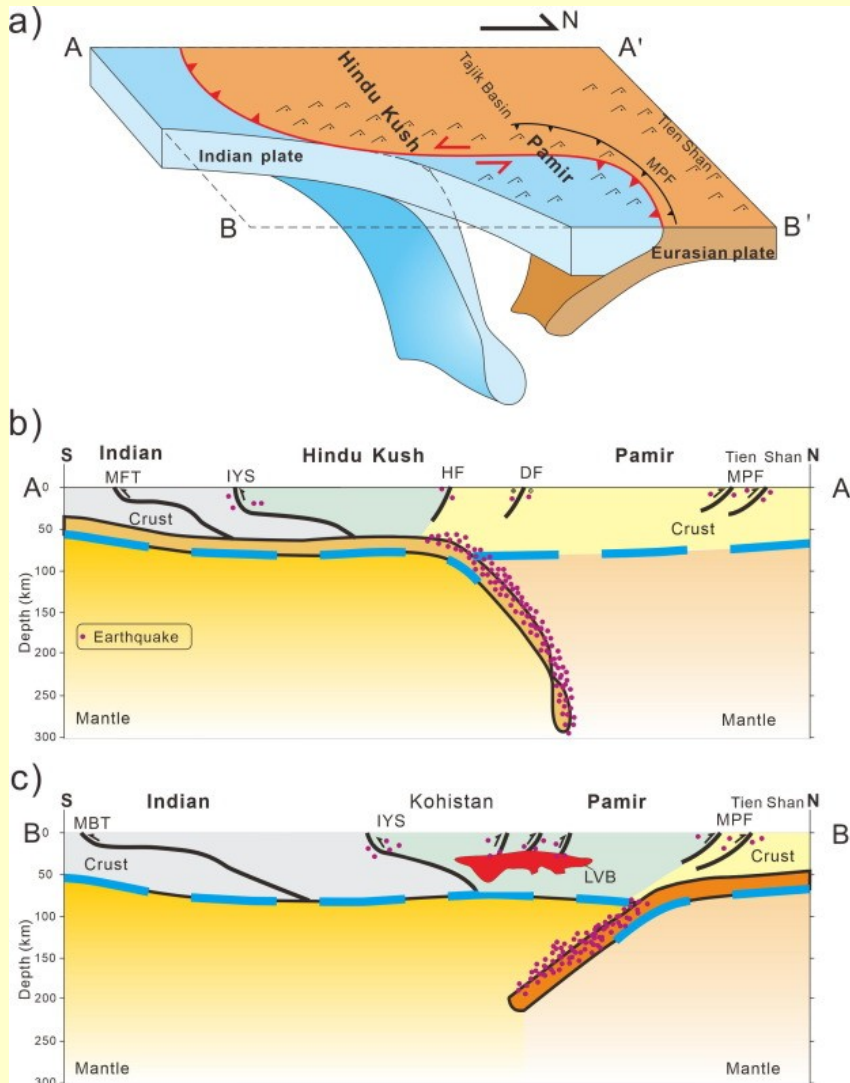 a)
N
A
A'
Hindu Kush
Tajik Basin
Tien Shan
Pamir
MPF
Indian plate
B
B'
Eurasian plate
b)
S
Indian
Hindu Kush
Pamir
Tien Shan
N
MFT
IYS
HF
DF
MPF
A
A
0
Crust
Crust
50
100
150
Earthquake
200
250
300
Depth (km)
Mantle
Mantle
c)
S
Indian
Kohistan
Pamir
Tien Shan
N
MBT
IYS
MPF
B
B
0
Crust
Crust
LVB
50
100
150
200
250
300
Depth (km)
Mantle
Mantle